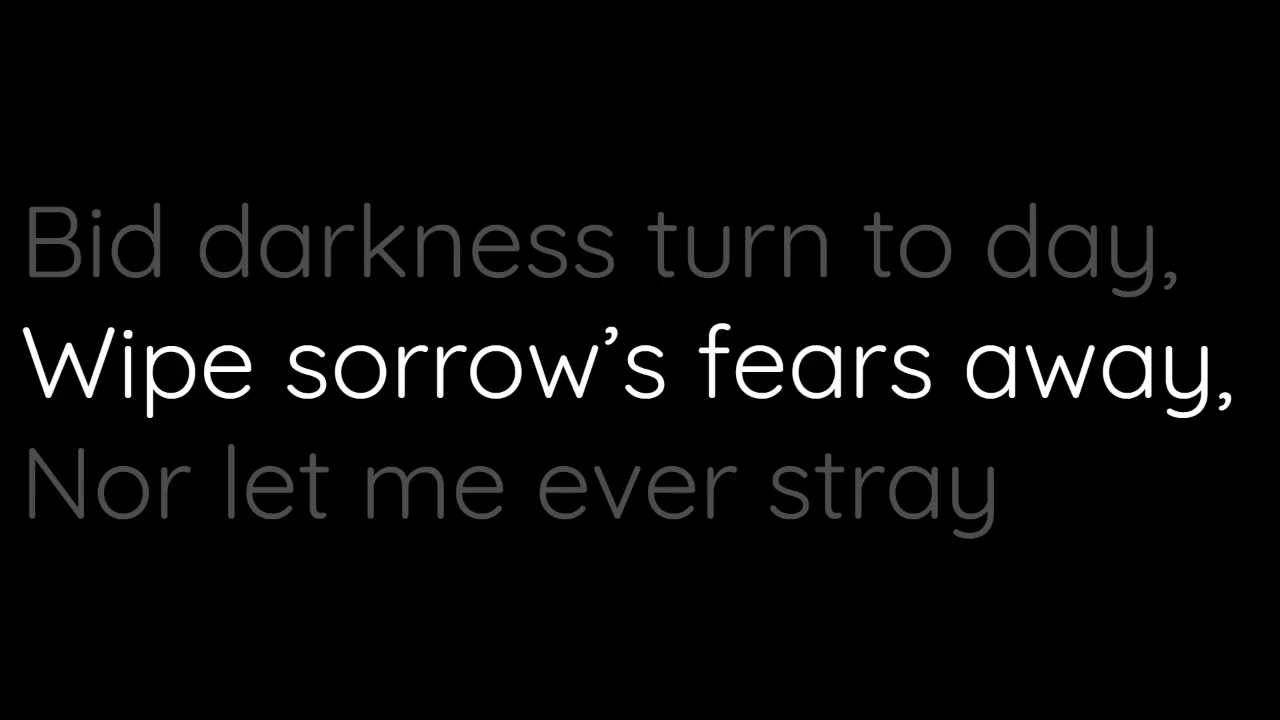 Bid darkness turn to day,
Wipe sorrow’s fears away,
Nor let me ever stray